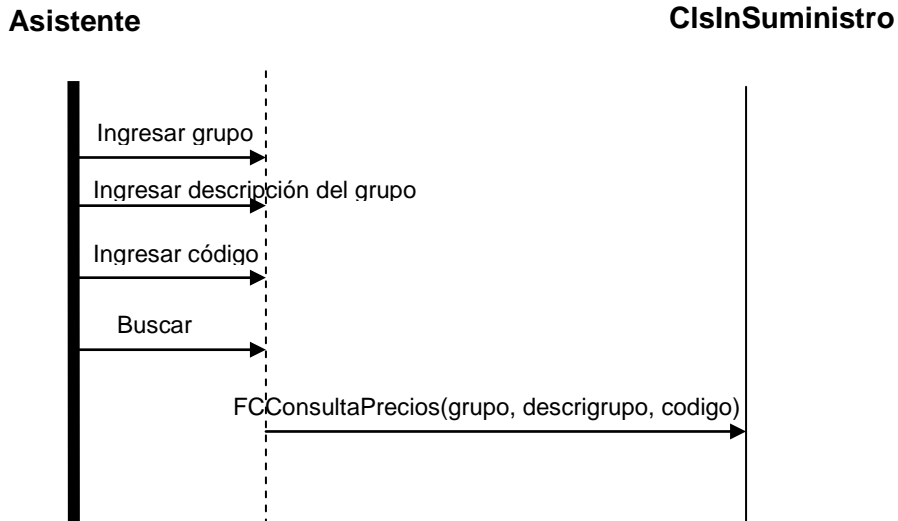 Asistente
ClsInSuministro
Ingresar grupo
Ingresar descripción del grupo
Ingresar código
Buscar
FCConsultaPrecios(grupo, descrigrupo, codigo)